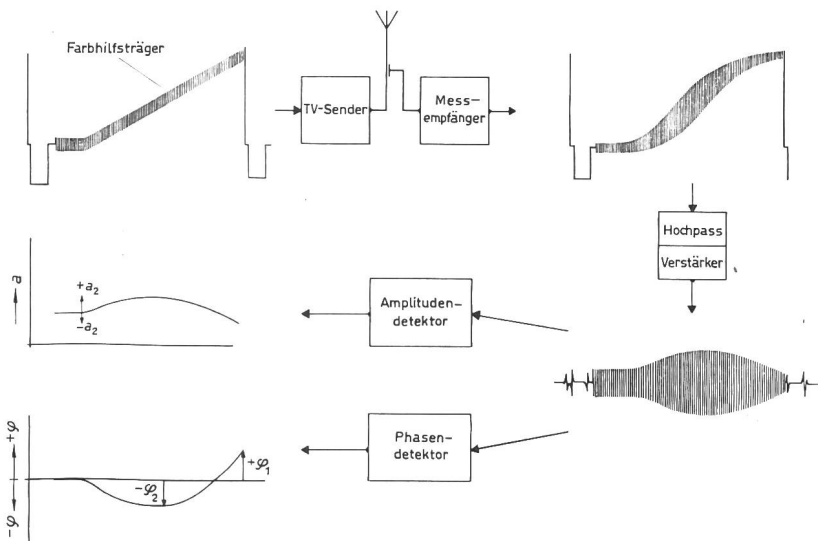 Farbhilfsträger
TV-Sender
Mess-
empfänger
Hochpass
Verstärker
a
+a₂
-a₂
Amplituden-
detektor
+φ
-φ
-φ₂
+φ₁
Phasen-
detektor